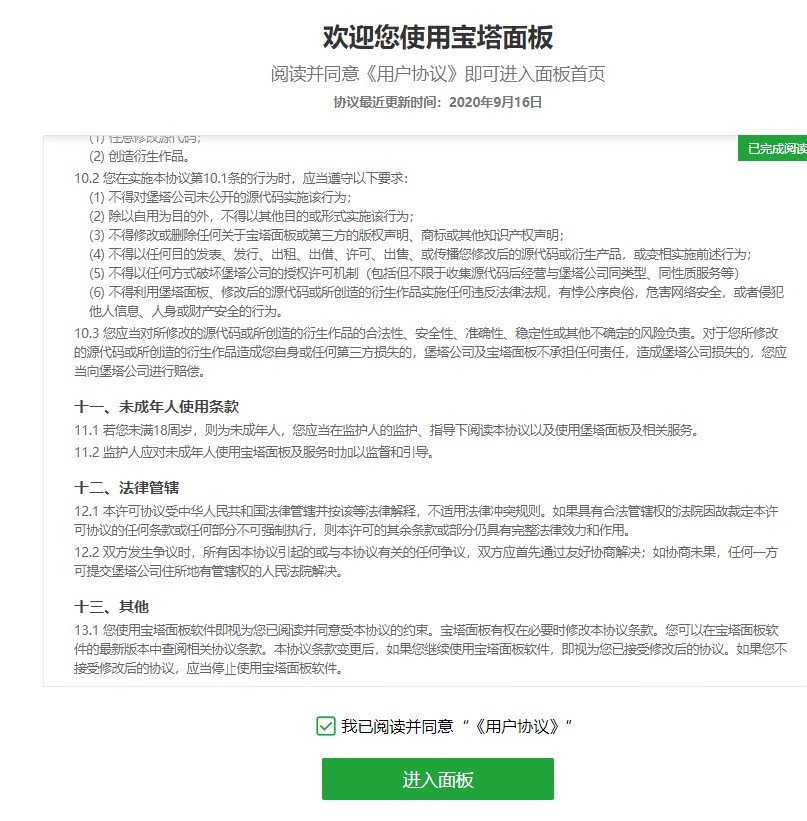 欢迎您使用宝塔面板
阅读并同意《用户协议》即可进入面板首页
协议最近更新时间：2020年9月16日
(1) 任意修改源代码；
已完成阅读
(2) 创造衍生作品。
10.2 您在实施本协议第10.1条的行为时，应当遵守以下要求：
(1) 不得对堡塔公司未公开的源代码实施该行为；
(2) 除以自用为目的外，不得以其他目的或形式实施该行为；
(3) 不得修改或删除任何关于宝塔面板或第三方的版权声明、商标或其他知识产权声明；
(4) 不得以任何目的发表、发行、出租、出借、许可、出售、或传播您修改后的源代码或衍生产品，或变相实施前述行为；
(5) 不得以任何方式破坏堡塔公司的授权许可机制（包括但不限于收集源代码后经营与堡塔公司同类型、同性质服务等）
(6) 不得利用堡塔面板、修改后的源代码或所创造的衍生作品实施任何违反法律法规，有悖公序良俗，危害网络安全，或者侵犯
他人信息、人身或财产安全的行为。
10.3 您应当对所修改的源代码或所创造的衍生作品的合法性、安全性、准确性、稳定性或其他不确定的风险负责。对于您所修改
的源代码或所创造的衍生作品造成您自身或任何第三方损失的，堡塔公司及宝塔面板不承担任何责任，造成堡塔公司损失的，您应
当向堡塔公司进行赔偿。
十一、未成年人使用条款
11.1 若您未满18周岁，则为未成年人，您应当在监护人的监护、指导下阅读本协议以及使用堡塔面板及相关服务。
11.2 监护人应对未成年人使用宝塔面板及服务时加以监督和引导。
十二、法律管辖
12.1 本许可协议受中华人民共和国法律管辖并按该等法律解释，不适用法律冲突规则。如果具有合法管辖权的法院因故裁定本许
可协议的任何条款或任何部分不可强制执行，则本许可的其余条款或部分仍具有完整法律效力和作用。
12.2 双方发生争议时，所有因本协议引起的或与本协议有关的任何争议，双方应首先通过友好协商解决；如协商未果，任何一方
可提交堡塔公司住所地有管辖权的人民法院解决。
十三、其他
13.1 您使用宝塔面板软件即视为您已阅读并同意受本协议的约束。宝塔面板有权在必要时修改本协议条款。您可以在宝塔面板软
件的最新版本中查阅相关协议条款。本协议条款变更后，如果您继续使用宝塔面板软件，即视为您已接受修改后的协议。如果您不
接受修改后的协议，应当停止使用宝塔面板软件。
我已阅读并同意“《用户协议》“
进入面板